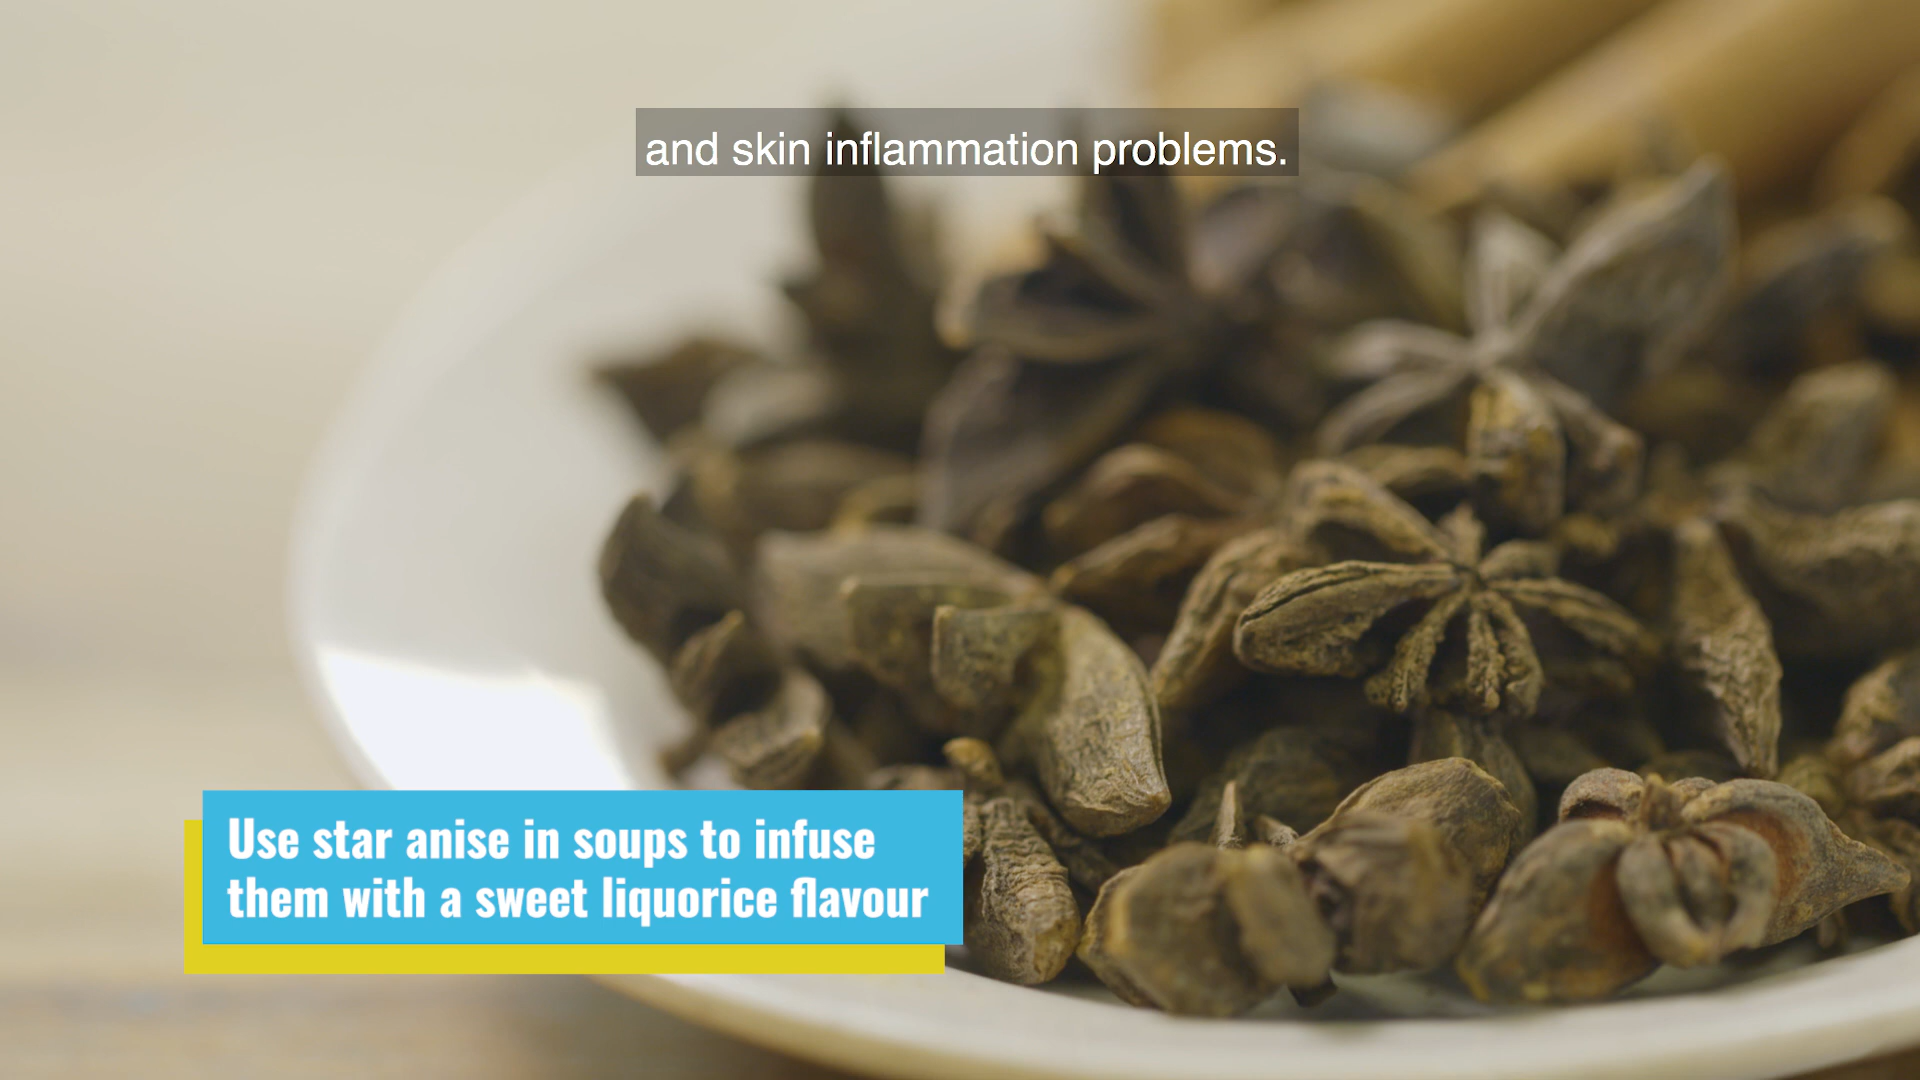 and skin inflammation problems.
Use star anise in soups to infuse
them with a sweet liquorice flavour